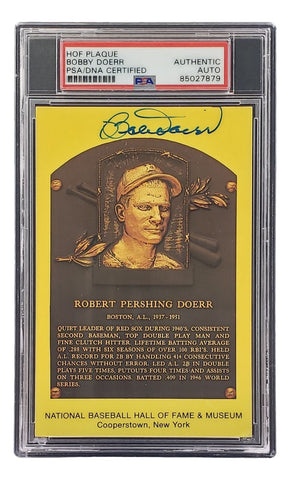 HOF PLAQUE
BOBBY DOERR
PSA/DNA CERTIFIED
AUTHENTIC
AUTO
85027879
PSA
Bobby Doerr
ROBERT PERSHING DOERR
BOSTON, A.L., 1937-1951
QUIET LEADER OF RED SOX DURING 1940'S. CONSISTENT
SECOND BASEMAN, TOP DOUBLE PLAY MAN AND
FINE CLUTCH HITTER. LIFETIME BATTING AVERAGE
OF .288 WITH SIX SEASONS OF OVER 100 RBI'S. HELD
A.L. RECORD FOR 2B BY HANDLING 414 CONSECUTIVE
CHANCES WITHOUT ERROR. LED A.L. 2B IN DOUBLE
PLAYS FIVE TIMES, PUTOUTS FOUR TIMES AND ASSISTS
ON THREE OCCASIONS. BATTED .409 IN 1946 WORLD
SERIES.
NATIONAL BASEBALL HALL OF FAME & MUSEUM
Cooperstown, New York